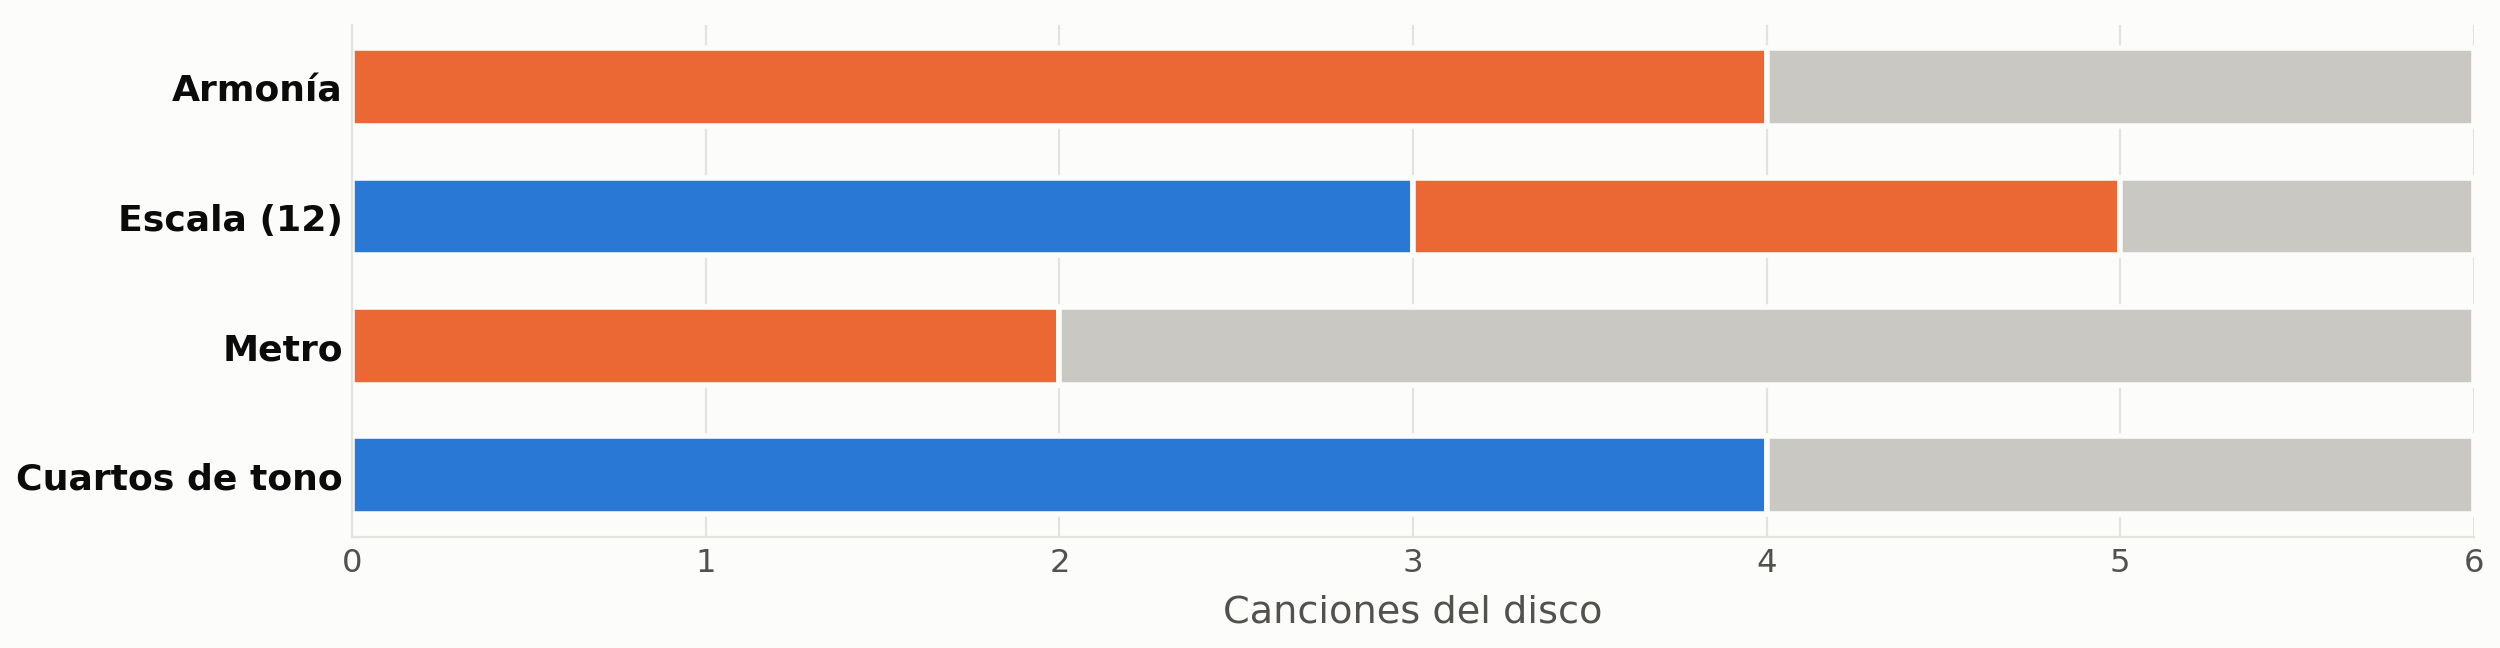 Armonía
Escala (12)
Metro
Cuartos de tono
0 1 2 3 4 5 6
Canciones del disco